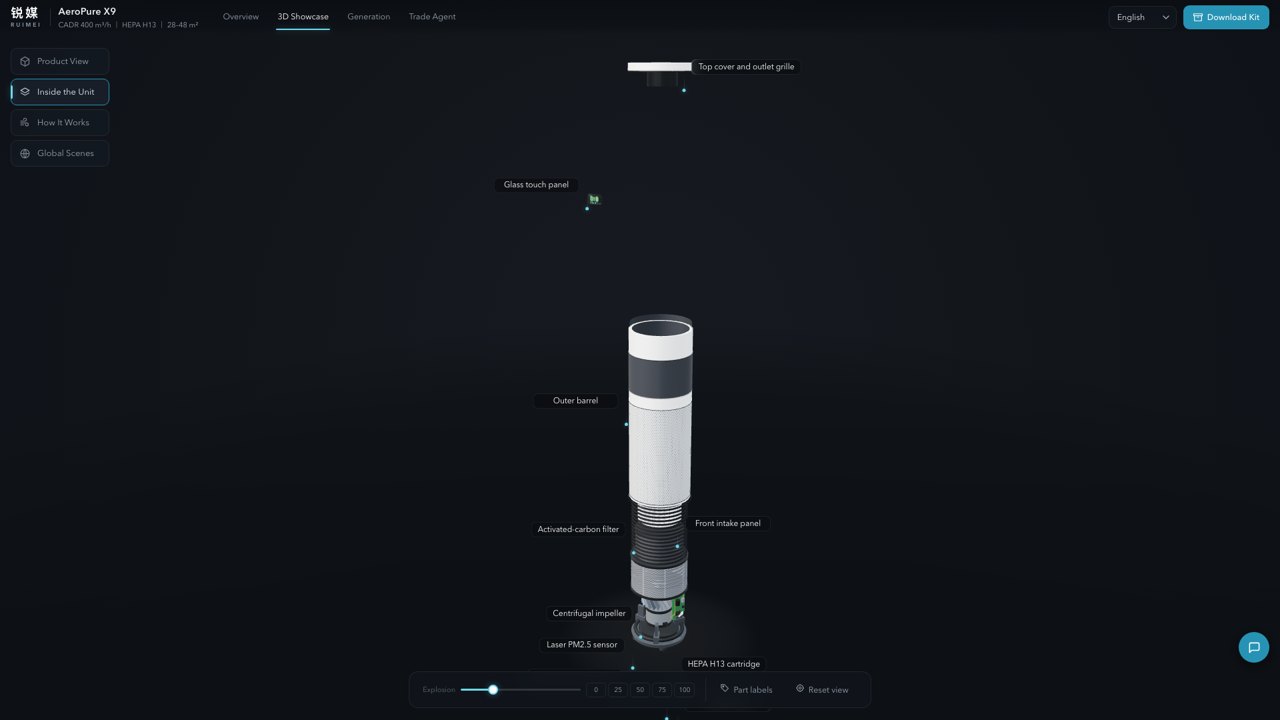 锐媒
RUIMEI
AeroPure X9
CADR 400 m³/h | HEPA H13 | 28-48 m²
Overview
3D Showcase
Generation
Trade Agent
English
Download Kit
Product View
Inside the Unit
How It Works
Global Scenes
Top cover and outlet grille
Glass touch panel
Outer barrel
Activated-carbon filter
Front intake panel
Centrifugal impeller
Laser PM2.5 sensor
HEPA H13 cartridge
Explosion
0
25
50
75
100
Part labels
Reset view